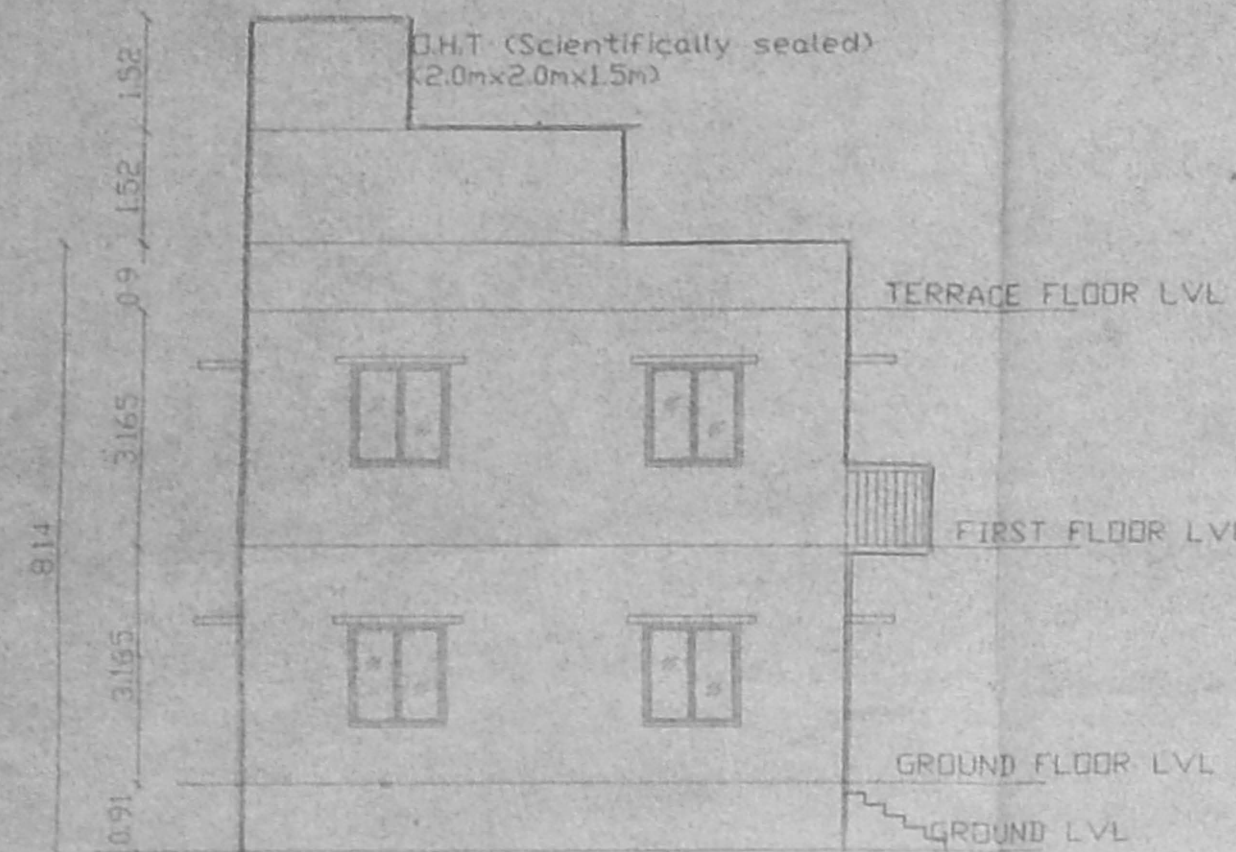 O.H.T (Scientifically sealed)
(2.0mx2.0mx1.5m)
1.52
1.52
0.9
TERRACE FLOOR LVL
3.165
8.14
FIRST FLOOR LVL
3.165
GROUND FLOOR LVL
0.91
GROUND LVL